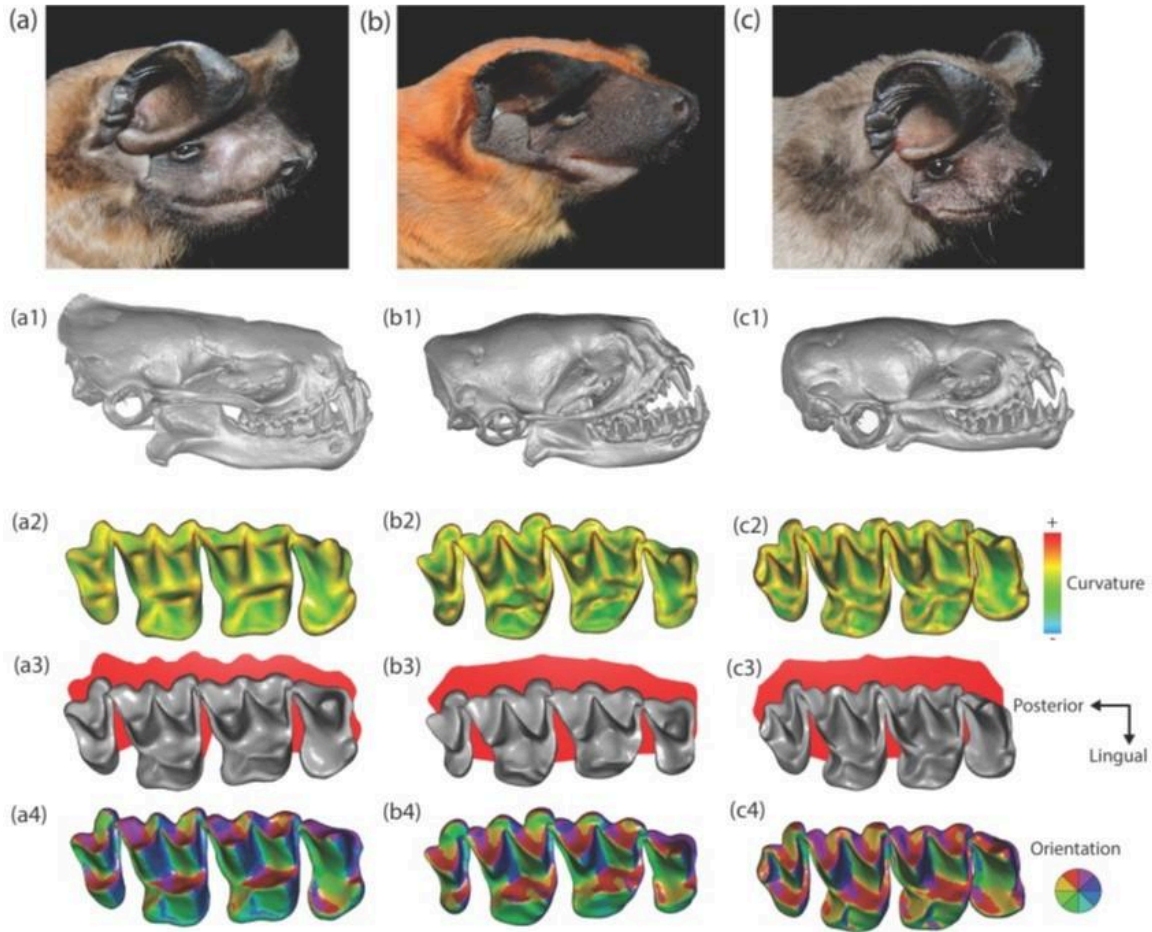 (a)
(b)
(c)
(a1)
(b1)
(c1)
(a2)
(b2)
(c2)
+
Curvature
-
(a3)
(b3)
(c3)
Posterior
Lingual
(a4)
(b4)
(c4)
Orientation